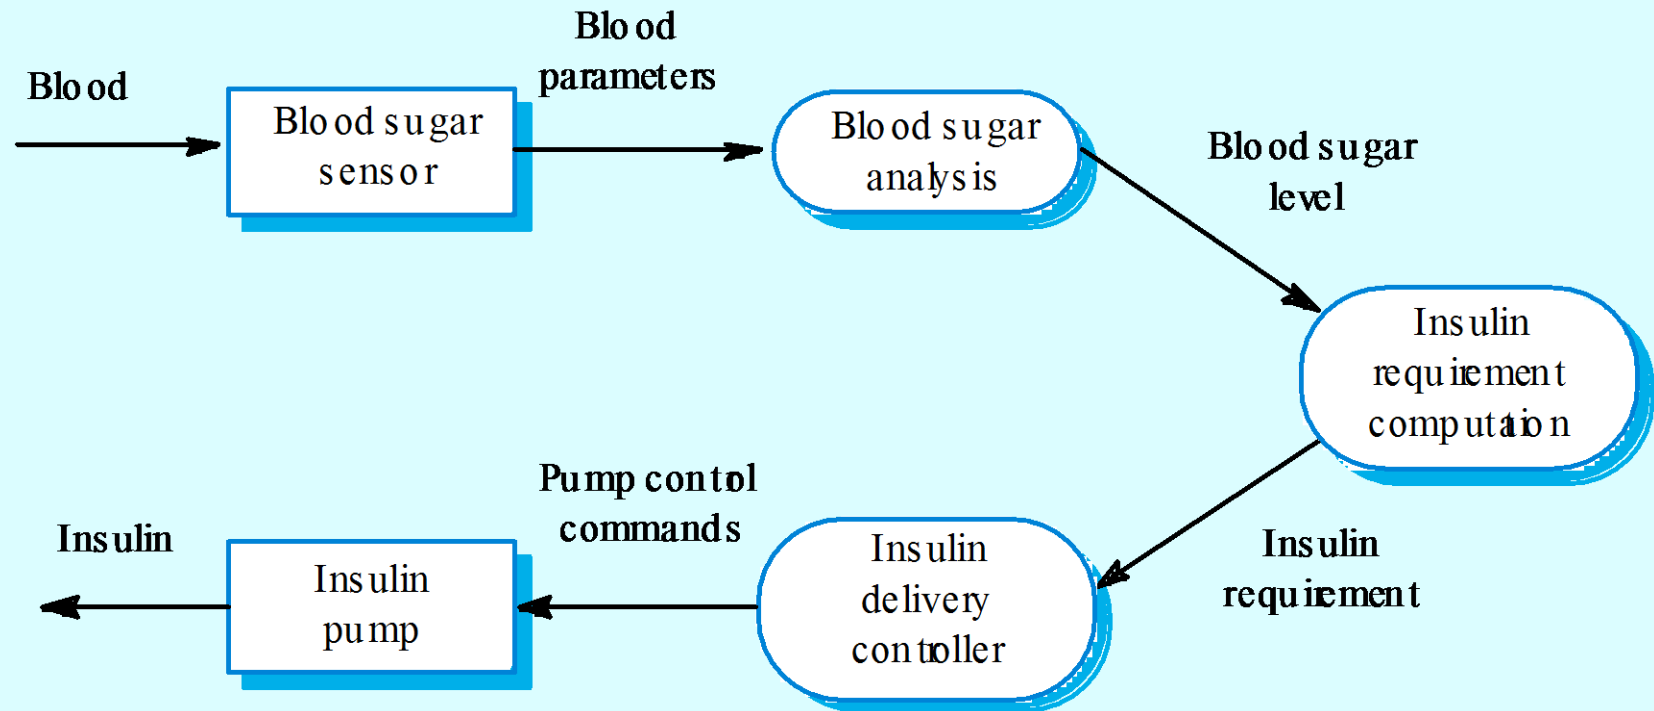 Blood
Blood sugar
sensor
Blood
parameters
Blood sugar
analysis
Blood sugar
level
Insulin
requirement
computation
Insulin
requirement
Insulin
delivery
controller
Pump control
commands
Insulin
pump
Insulin